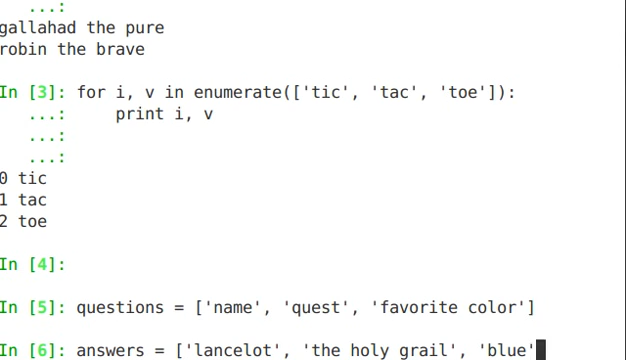 ...:
gallahad the pure
robin the brave
In [3]: for i, v in enumerate(['tic', 'tac', 'toe']):
...:     print i, v
...:
...:
0 tic
1 tac
2 toe
In [4]:
In [5]: questions = ['name', 'quest', 'favorite color']
In [6]: answers = ['lancelot', 'the holy grail', 'blue'